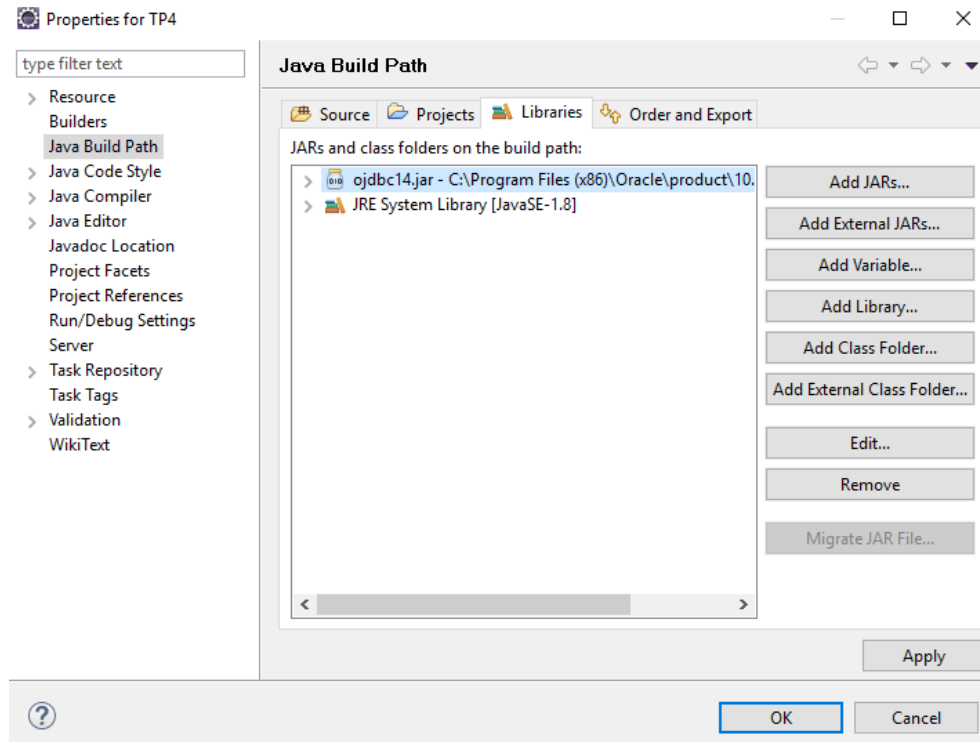 Properties for TP4
type filter text
Resource
Builders
Java Build Path
Java Code Style
Java Compiler
Java Editor
Javadoc Location
Project Facets
Project References
Run/Debug Settings
Server
Task Repository
Task Tags
Validation
WikiText
Java Build Path
Source Projects Libraries Order and Export
JARs and class folders on the build path:
ojdbc14.jar - C:\Program Files (x86)\Oracle\product\10.
JRE System Library [JavaSE-1.8]
Add JARs...
Add External JARs...
Add Variable...
Add Library...
Add Class Folder...
Add External Class Folder...
Edit...
Remove
Migrate JAR File...
Apply
?
OK Cancel